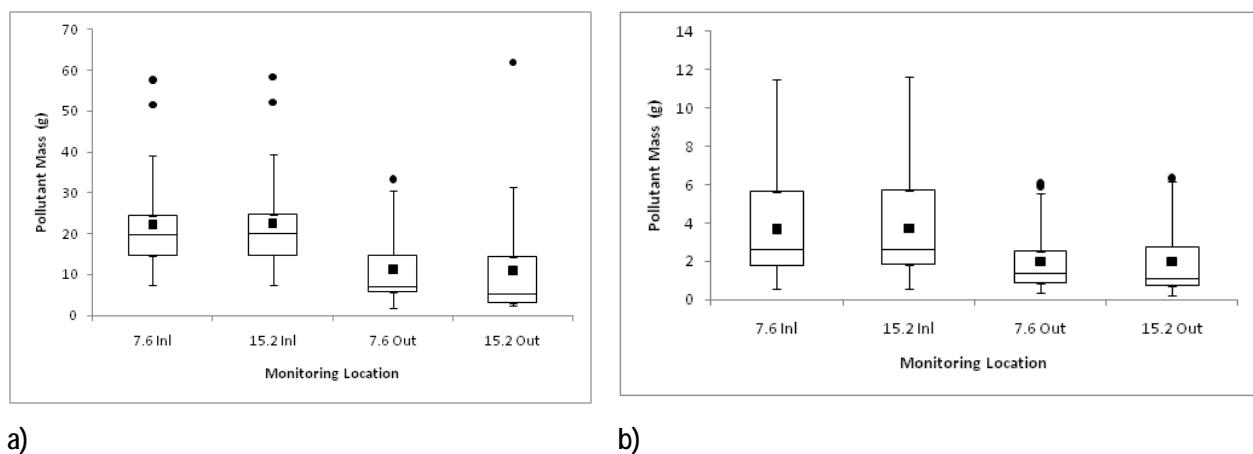 70
60
50
40
30
20
10
0
Pollutant Mass (g)
7.6 Inl 15.2 Inl 7.6 Out 15.2 Out
Monitoring Location
a)
14
12
10
8
6
4
2
0
Pollutant Mass (g)
7.6 Inl 15.2 Inl 7.6 Out 15.2 Out
Monitoring Location
b)